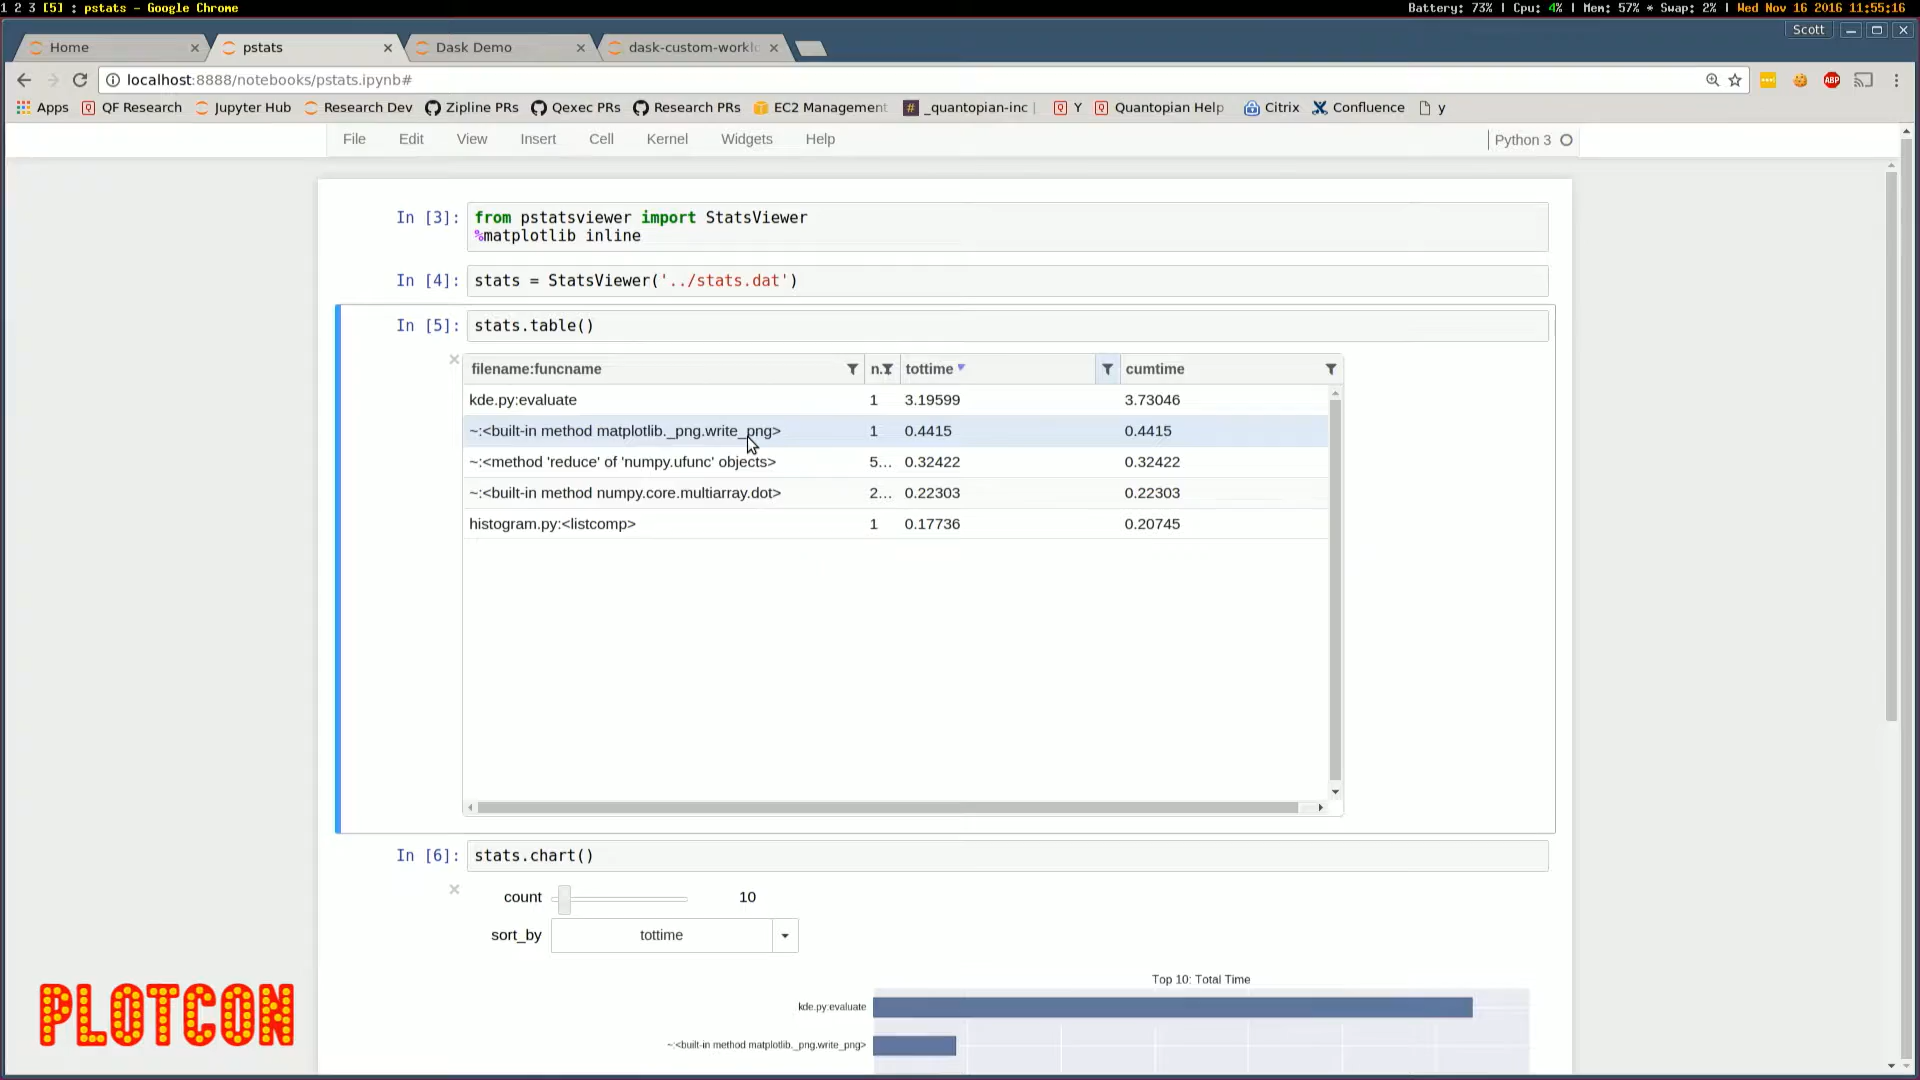 1 2 3 [5] : pstats - Google Chrome
Battery: 73% | Cpu: 4% | Mem: 57% * Swap: 2% | Wed Nov 16 2016 11:55:16
Scott
Home
pstats
Dask Demo
dask-custom-worklo
localhost:8888/notebooks/pstats.ipynb#
ABP
Apps
QF Research
Jupyter Hub
Research Dev
Zipline PRs
Qexec PRs
Research PRs
EC2 Management
_quantopian-inc |
Y
Quantopian Help
Citrix
Confluence
y
File Edit View Insert Cell Kernel Widgets Help
Python 3
In [3]:
from pstatsviewer import StatsViewer
%matplotlib inline
In [4]: stats = StatsViewer('../stats.dat')
In [5]: stats.table()
filename:funcname n. tottime cumtime
kde.py:evaluate 1 3.19599 3.73046
~:<built-in method matplotlib._png.write_png> 1 0.4415 0.4415
~:<method 'reduce' of 'numpy.ufunc' objects> 5... 0.32422 0.32422
~:<built-in method numpy.core.multiarray.dot> 2... 0.22303 0.22303
histogram.py:<listcomp> 1 0.17736 0.20745
In [6]: stats.chart()
count 10
sort_by tottime
Top 10: Total Time
kde.py:evaluate
~:<built-in method matplotlib._png.write_png>
PLOTCON